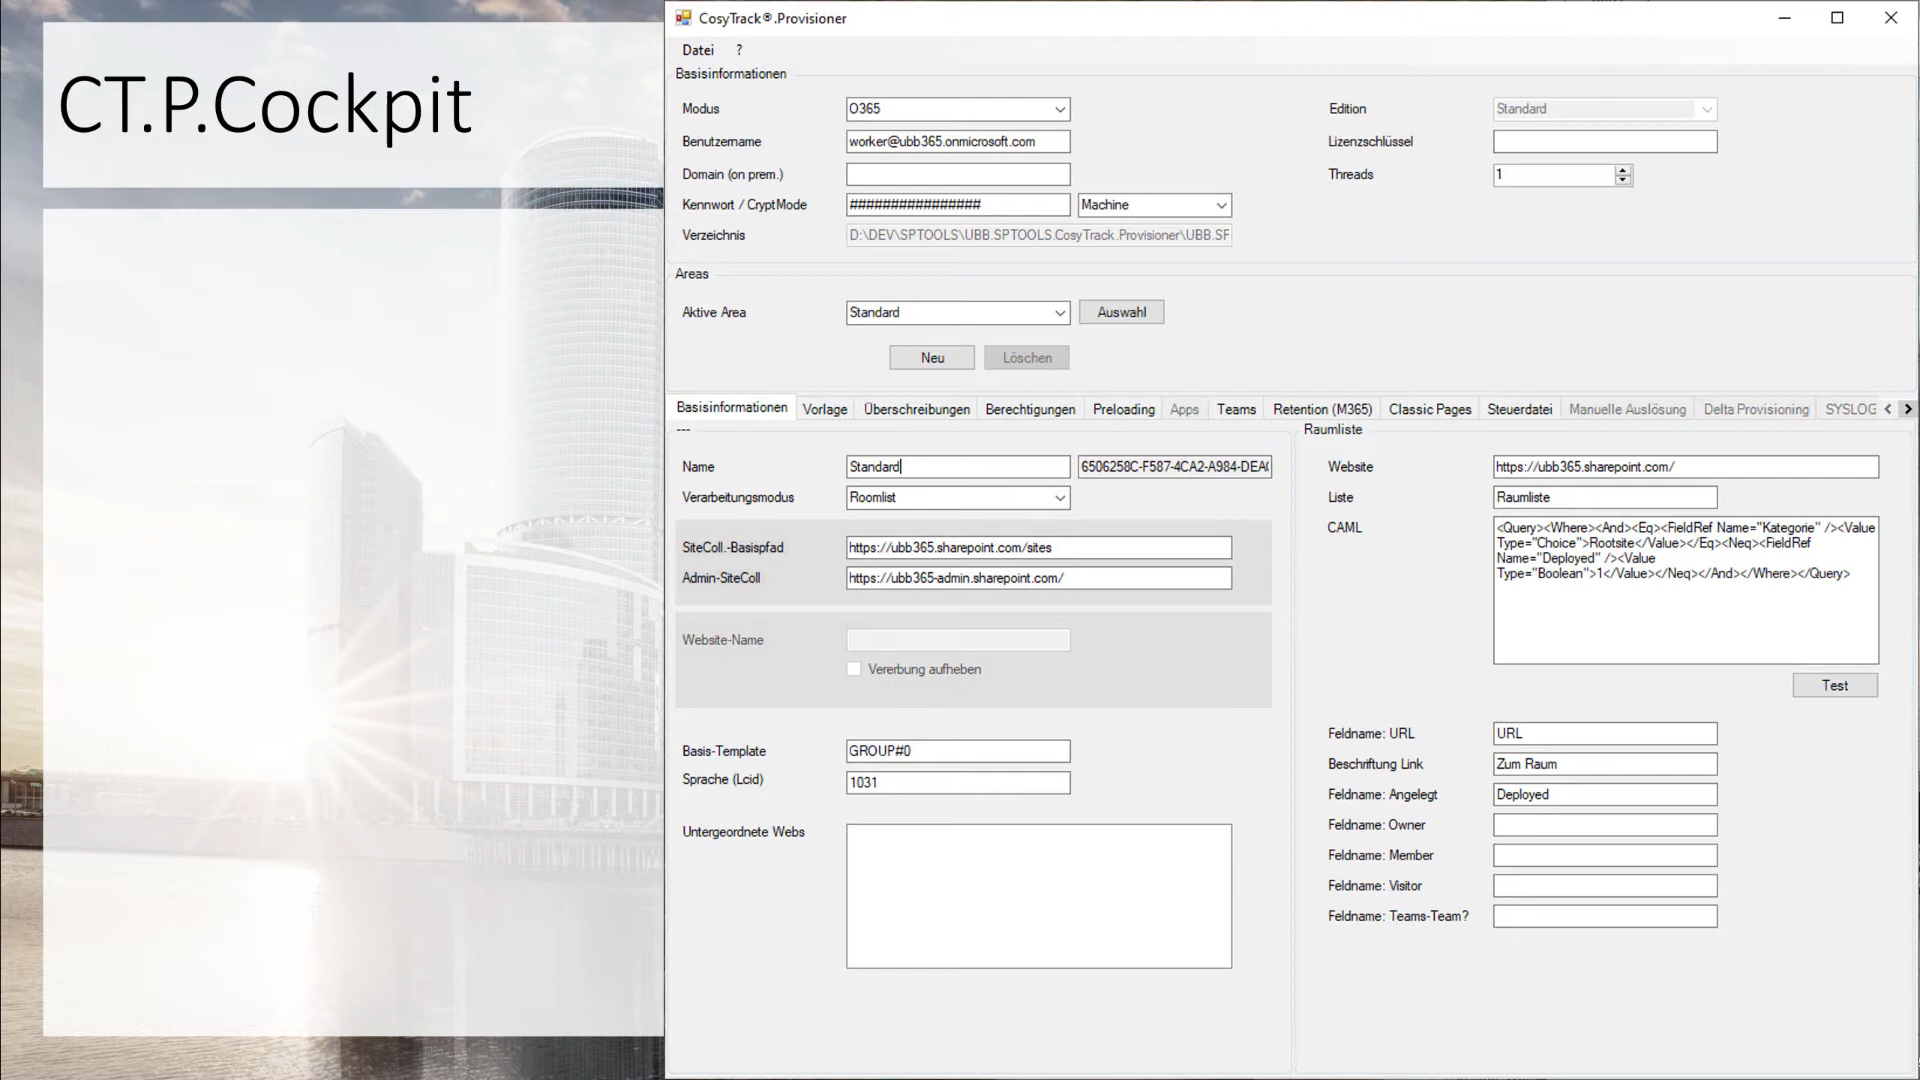 CT.P.Cockpit
CosyTrack®.Provisioner
Datei ?
Basisinformationen
Modus O365
Benutzername worker@ubb365.onmicrosoft.com
Domain (on prem.)
Kennwort / CryptMode ################ Machine
Verzeichnis D:\DEV\SPTOOLS\UBB.SPTOOLS.CosyTrack.Provisioner\UBB.SF
Edition Standard
Lizenzschlüssel
Threads 1
Areas
Aktive Area Standard Auswahl
Neu Löschen
Basisinformationen Vorlage Überschreibungen Berechtigungen Preloading Apps Teams Retention (M365) Classic Pages Steuerdatei Manuelle Auslösung Delta Provisioning SYSLOG
---
Name Standard 6506258C-F587-4CA2-A984-DEA
Verarbeitungsmodus Roomlist
SiteColl.-Basispfad https://ubb365.sharepoint.com/sites
Admin-SiteColl https://ubb365-admin.sharepoint.com/
Website-Name
Vererbung aufheben
Basis-Template GROUP#0
Sprache (Lcid) 1031
Untergeordnete Webs
Raumliste
Website https://ubb365.sharepoint.com/
Liste Raumliste
CAML <Query><Where><And><Eq><FieldRef Name="Kategorie" /><Value
Type="Choice">Rootsite</Value></Eq><Neq><FieldRef
Name="Deployed" /><Value
Type="Boolean">1</Value></Neq></And></Where></Query>
Test
Feldname: URL URL
Beschriftung Link Zum Raum
Feldname: Angelegt Deployed
Feldname: Owner
Feldname: Member
Feldname: Visitor
Feldname: Teams-Team?